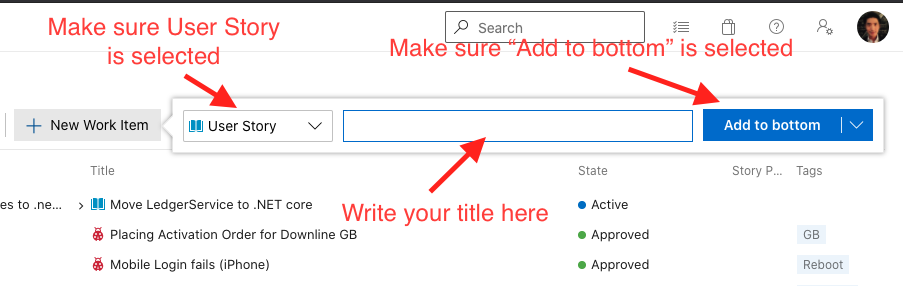 Make sure User Story
is selected
Search
Make sure “Add to bottom” is selected
New Work Item
User Story
Add to bottom
Title
State
Story P...
Tags
es to .ne...
Move LedgerService to .NET core
Active
Write your title here
Placing Activation Order for Downline GB
Approved
GB
Mobile Login fails (iPhone)
Approved
Reboot